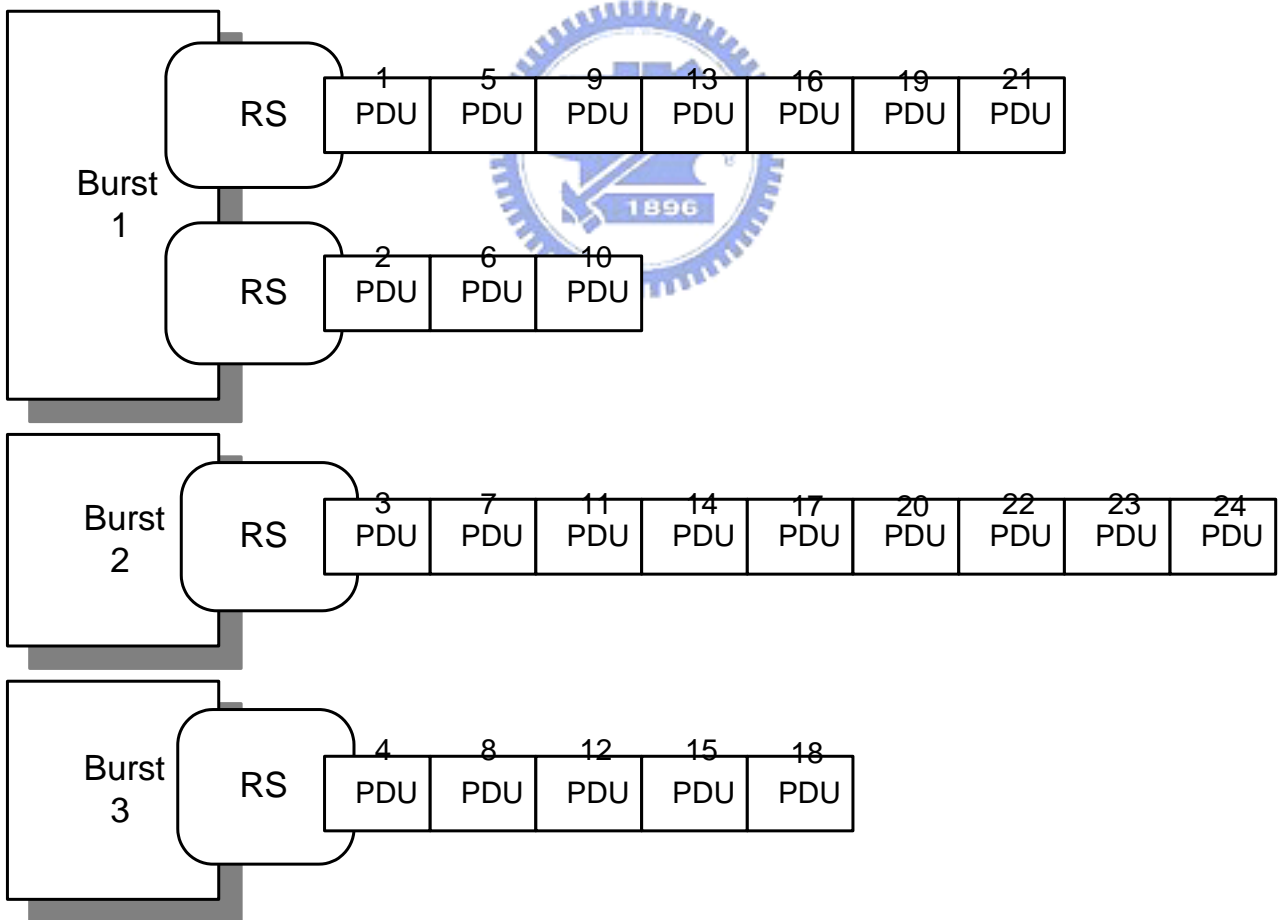 1 5 9 13 16 19 21
RS PDU PDU PDU PDU PDU PDU PDU
Burst
1
1896
2 6 10
RS PDU PDU PDU
3 7 11 14 17 20 22 23 24
Burst
2
RS PDU PDU PDU PDU PDU PDU PDU PDU PDU
4 8 12 15 18
Burst
3
RS PDU PDU PDU PDU PDU